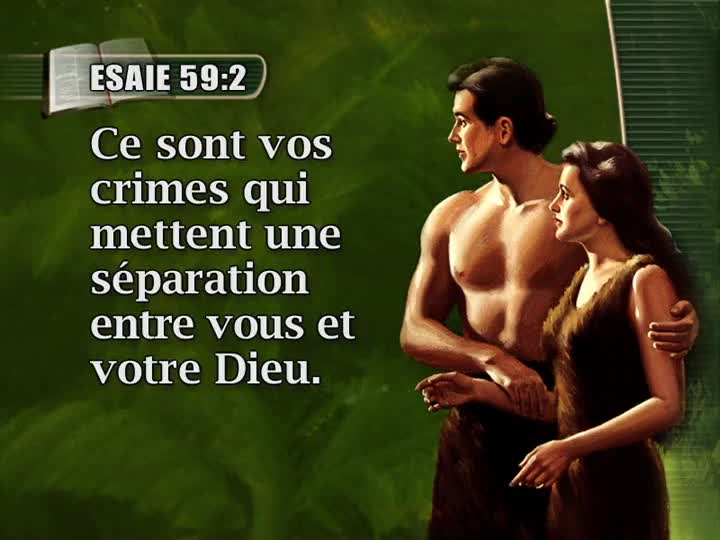 ESAIE 59:2
Ce sont vos
crimes qui
mettent une
séparation
entre vous et
votre Dieu.